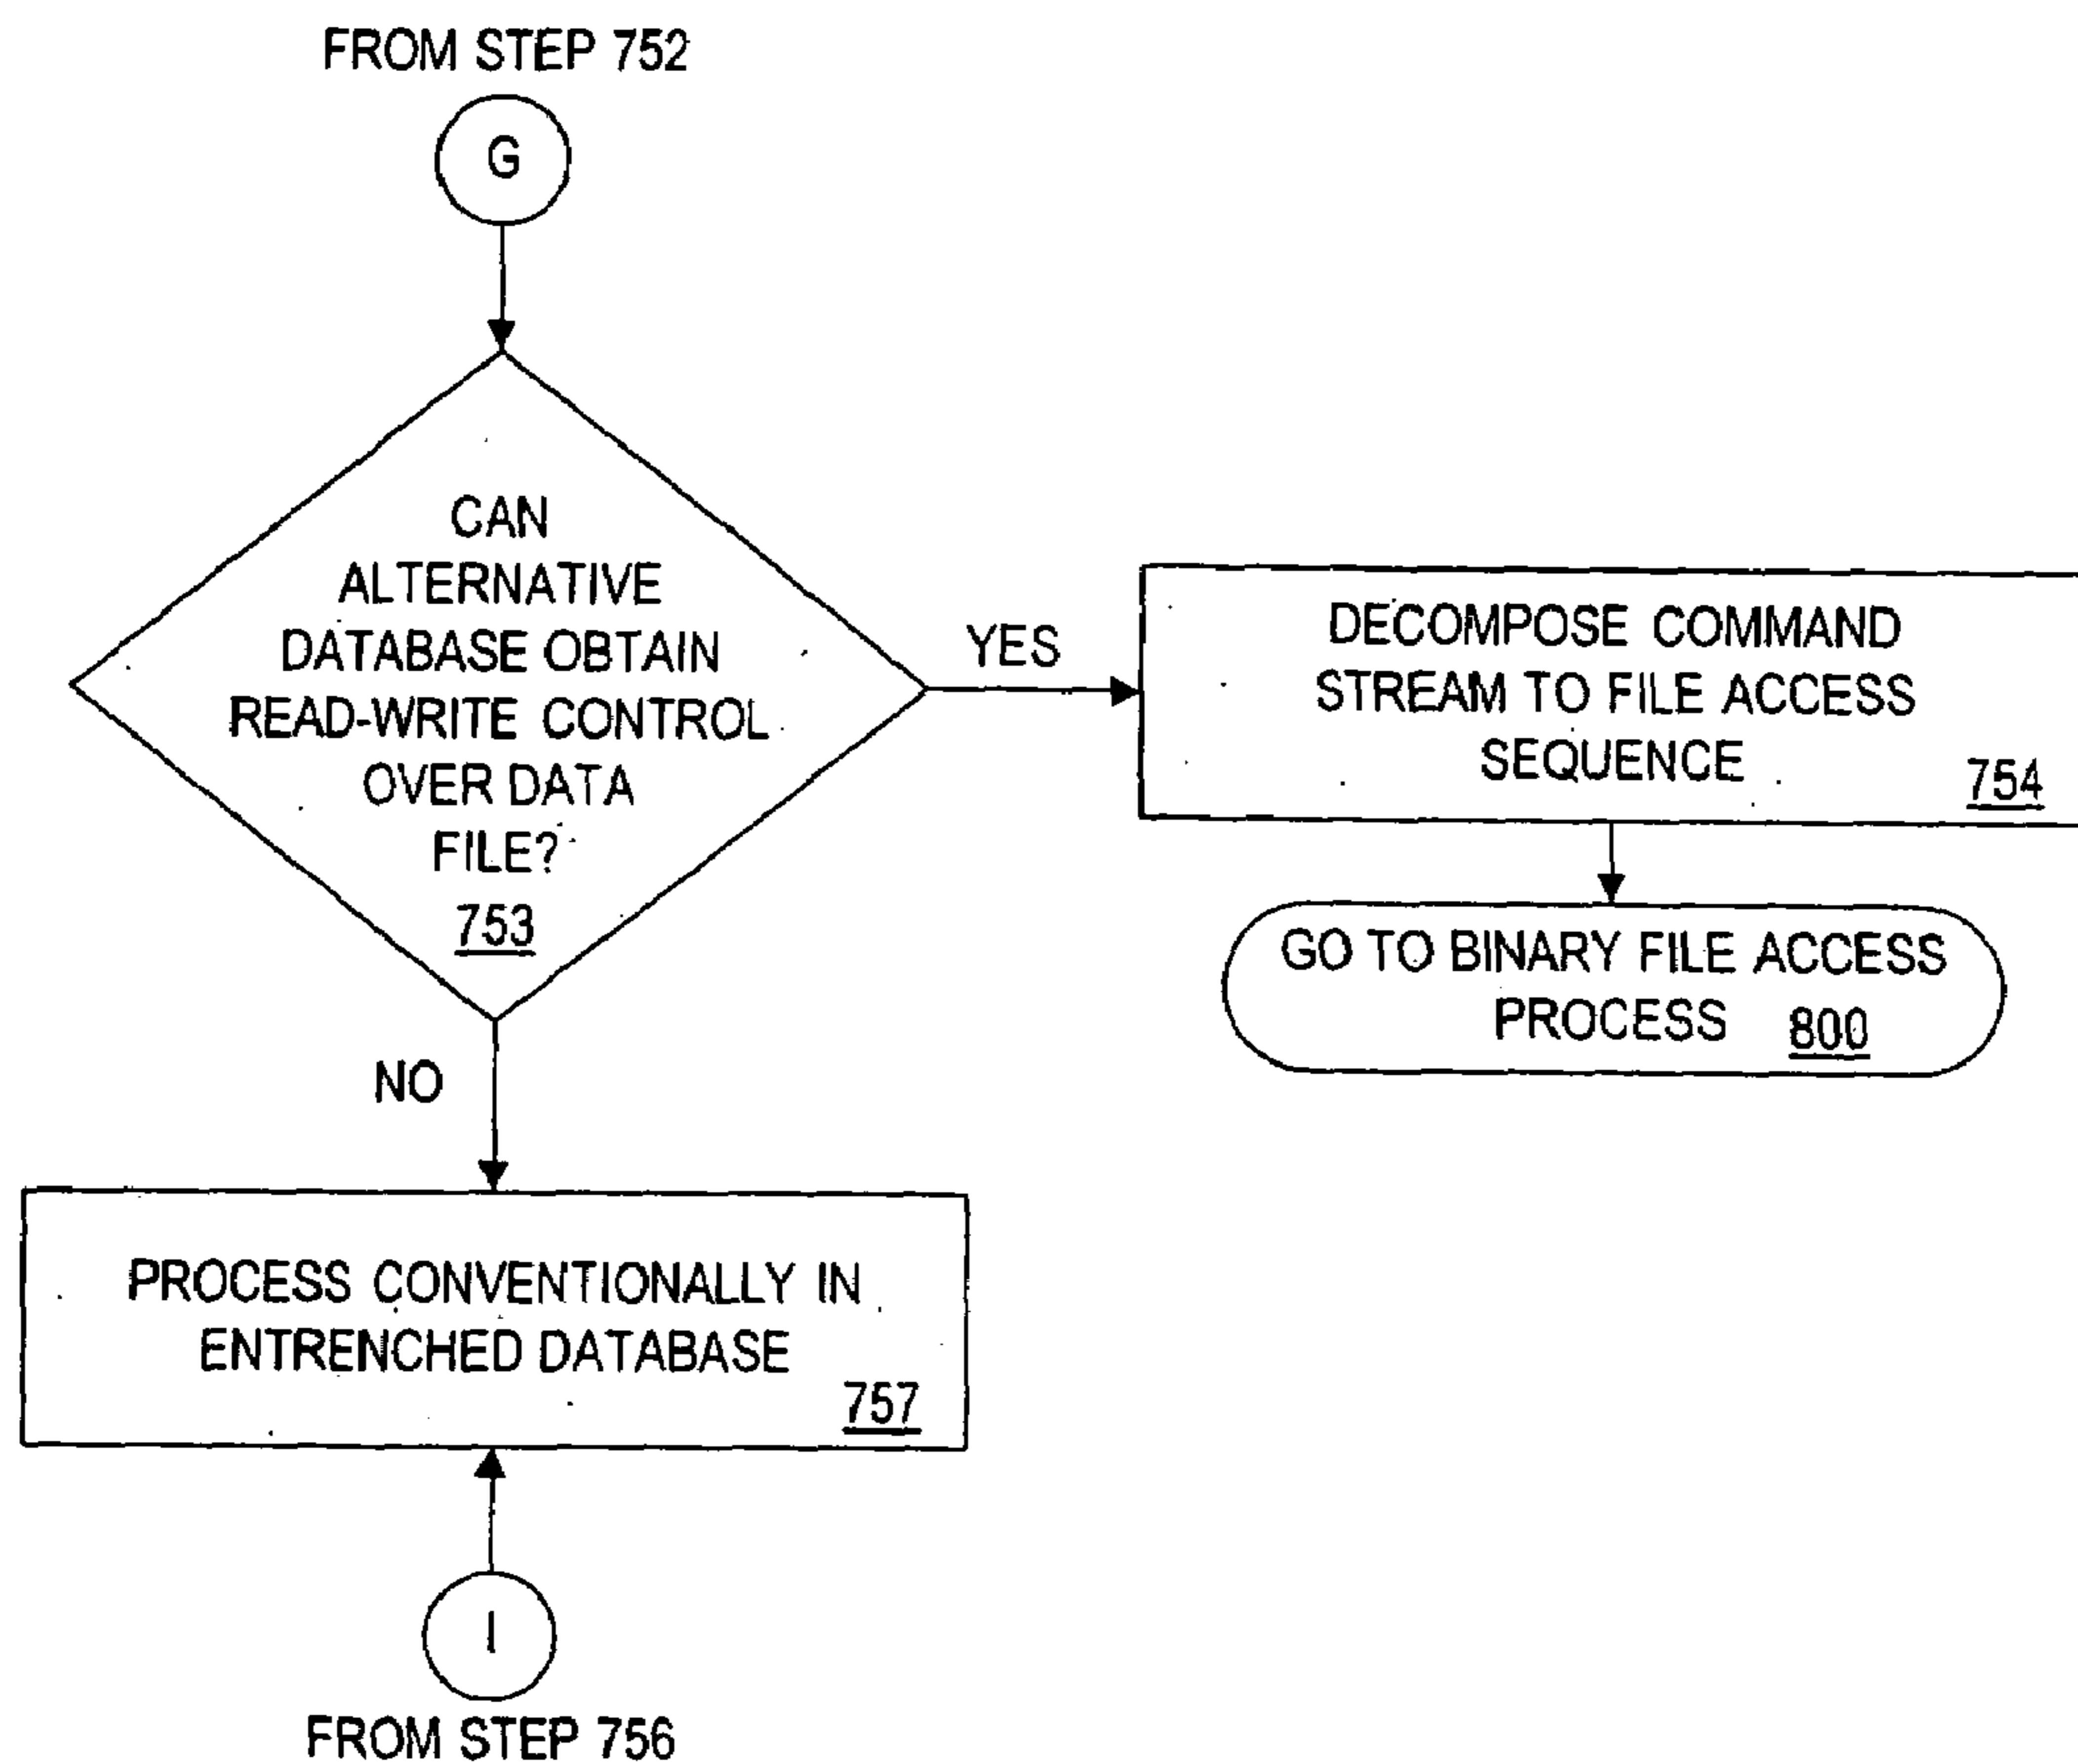 FROM STEP 752
G
CAN
ALTERNATIVE
DATABASE OBTAIN
READ-WRITE CONTROL
OVER DATA
FILE?
753
YES
DECOMPOSE COMMAND
STREAM TO FILE ACCESS
SEQUENCE
754
GO TO BINARY FILE ACCESS
PROCESS 800
NO
PROCESS CONVENTIONALLY IN
ENTRENCHED DATABASE
757
I
FROM STEP 756